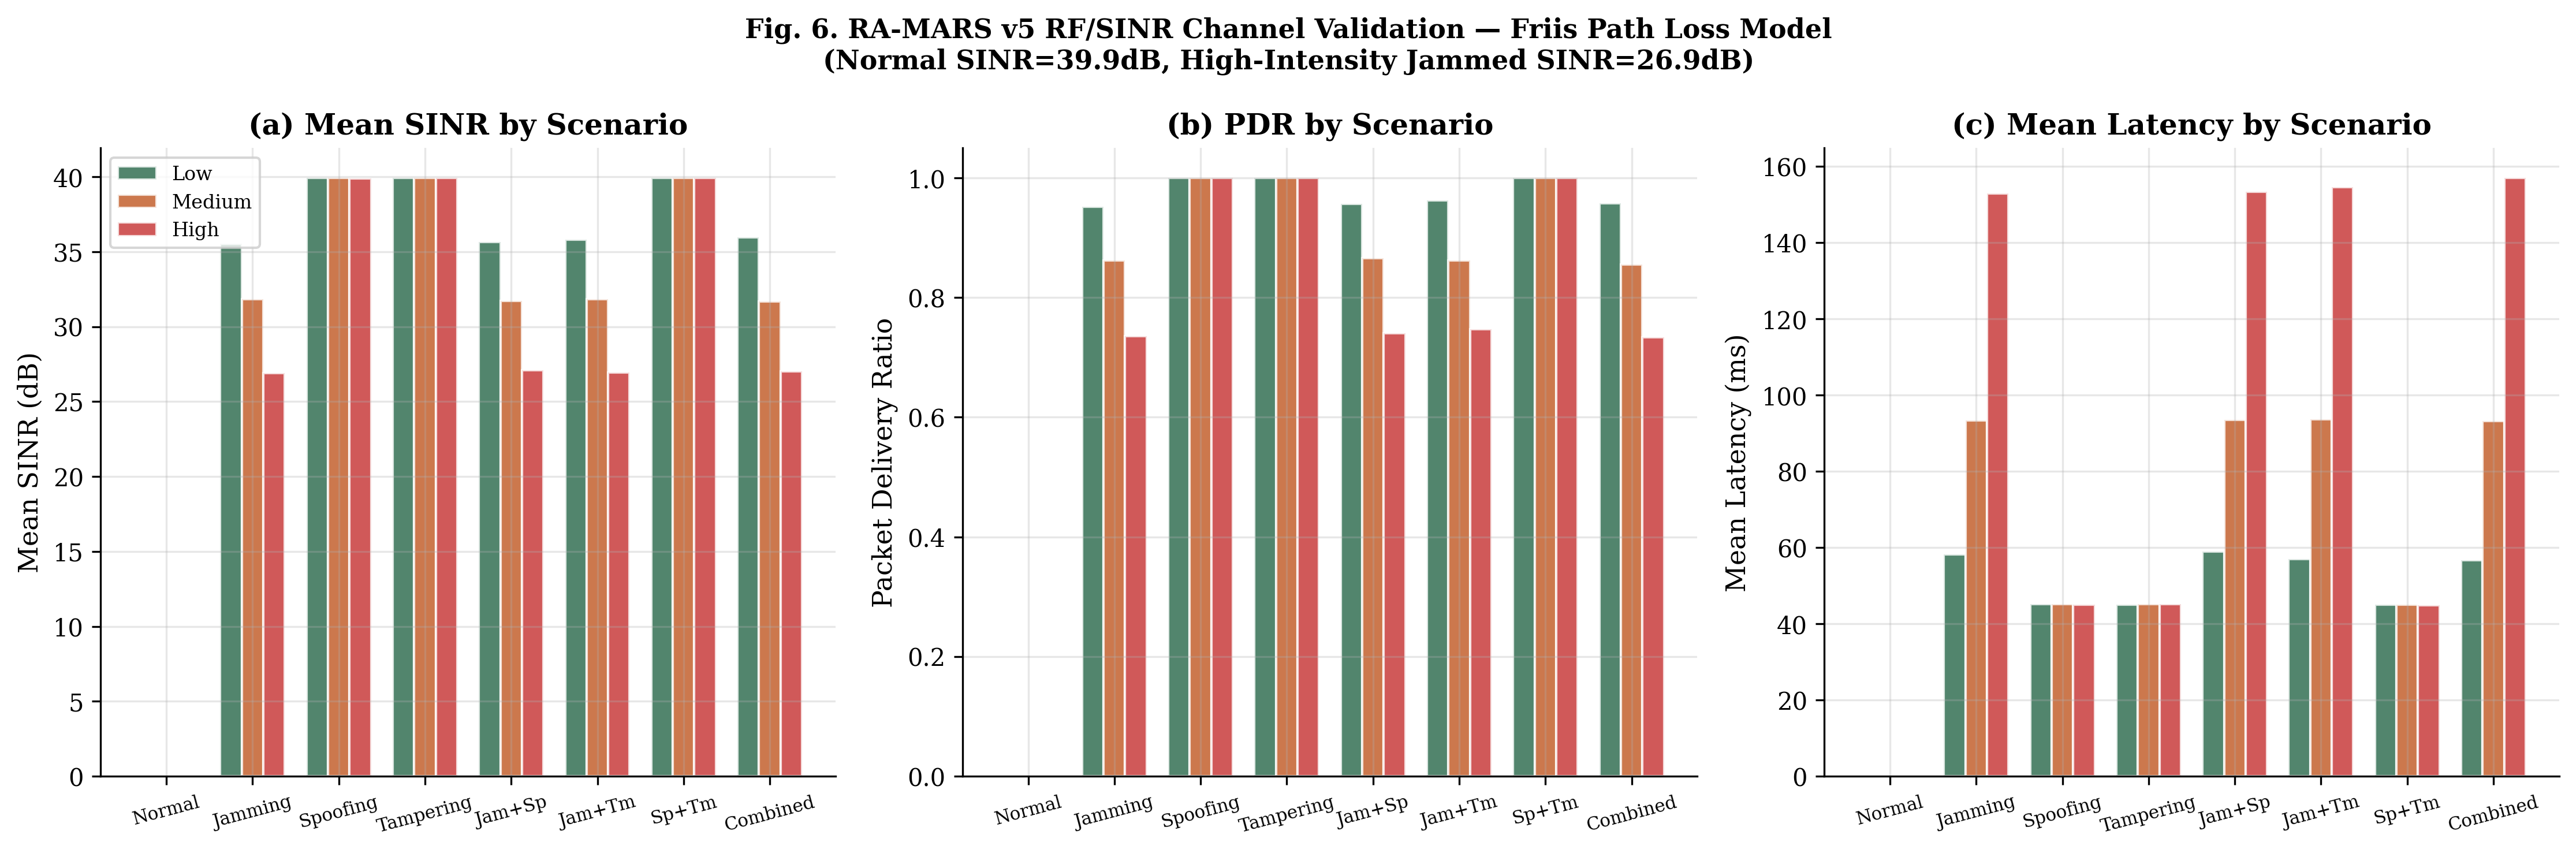 Fig. 6. RA-MARS v5 RF/SINR Channel Validation — Friis Path Loss Model
(Normal SINR=39.9dB, High-Intensity Jammed SINR=26.9dB)
(a) Mean SINR by Scenario
Mean SINR (dB)
40
35
30
25
20
15
10
5
0
Low
Medium
High
Normal
Jamming
Spoofing
Tampering
Jam+Sp
Jam+Tm
Sp+Tm
Combined
(b) PDR by Scenario
Packet Delivery Ratio
1.0
0.8
0.6
0.4
0.2
0.0
Normal
Jamming
Spoofing
Tampering
Jam+Sp
Jam+Tm
Sp+Tm
Combined
(c) Mean Latency by Scenario
Mean Latency (ms)
160
140
120
100
80
60
40
20
0
Normal
Jamming
Spoofing
Tampering
Jam+Sp
Jam+Tm
Sp+Tm
Combined